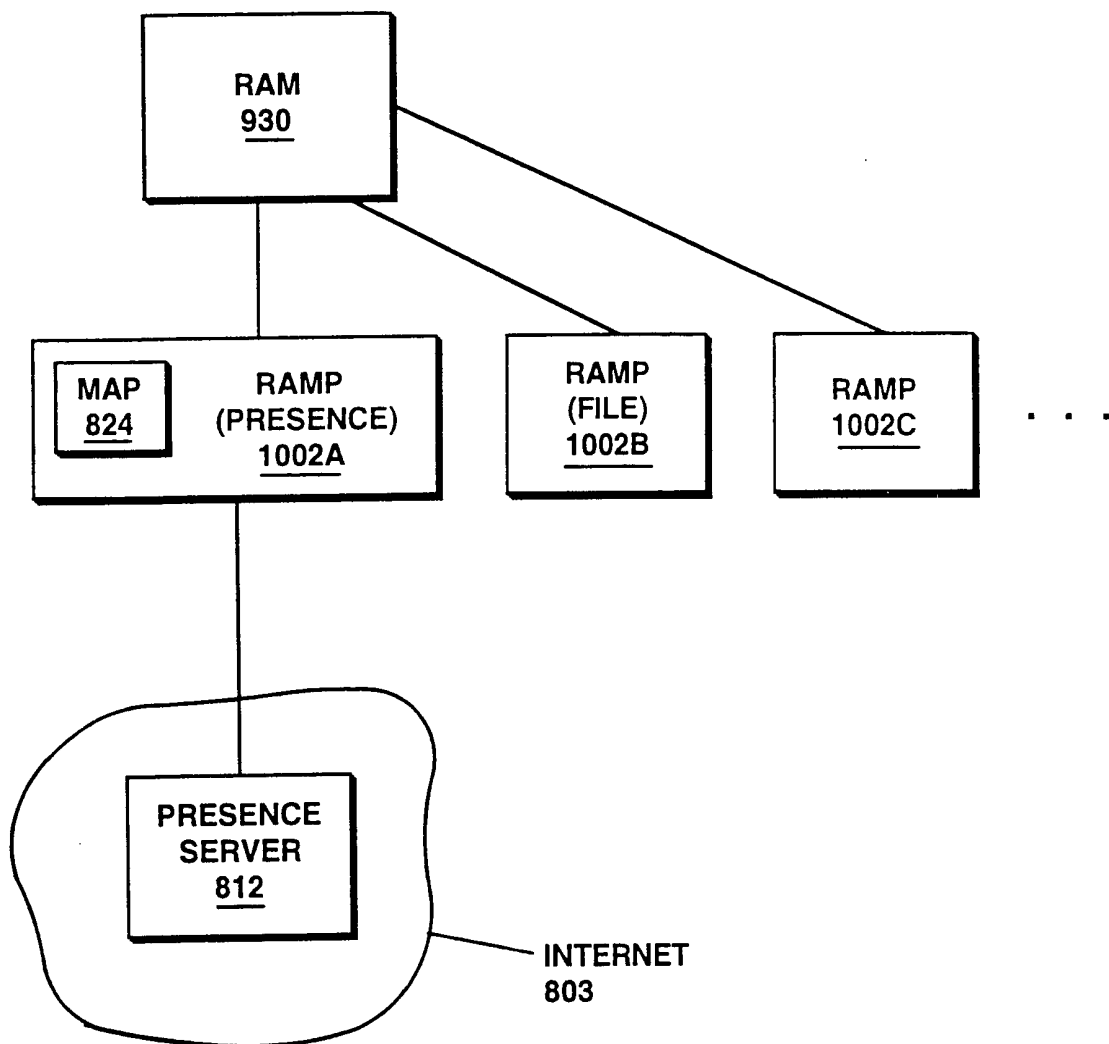 RAM
930
MAP
824
RAMP
(PRESENCE)
1002A
RAMP
(FILE)
1002B
RAMP
1002C
. . .
PRESENCE
SERVER
812
INTERNET
803